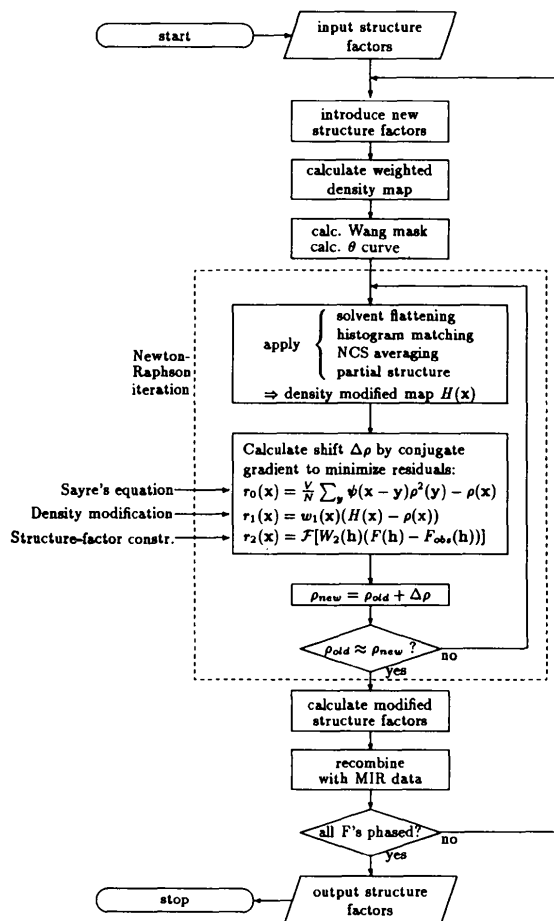 start
input structure
factors
introduce new
structure factors
calculate weighted
density map
calc. Wang mask
calc. θ curve
Newton-
Raphson
iteration
apply
solvent flattening
histogram matching
NCS averaging
partial structure
⇒ density modified map H(x)
Calculate shift Δρ by conjugate
gradient to minimize residuals:
Sayre's equation
r₀(x) = V/N ∑_y ψ(x − y)ρ²(y) − ρ(x)
Density modification
r₁(x) = w₁(x)(H(x) − ρ(x))
Structure-factor constr.
r₂(x) = ℱ[W₂(h)(F(h) − F_obs(h))]
ρ_new = ρ_old + Δρ
ρ_old ≈ ρ_new ?
no
yes
calculate modified
structure factors
recombine
with MIR data
all F's phased?
no
yes
stop
output structure
factors